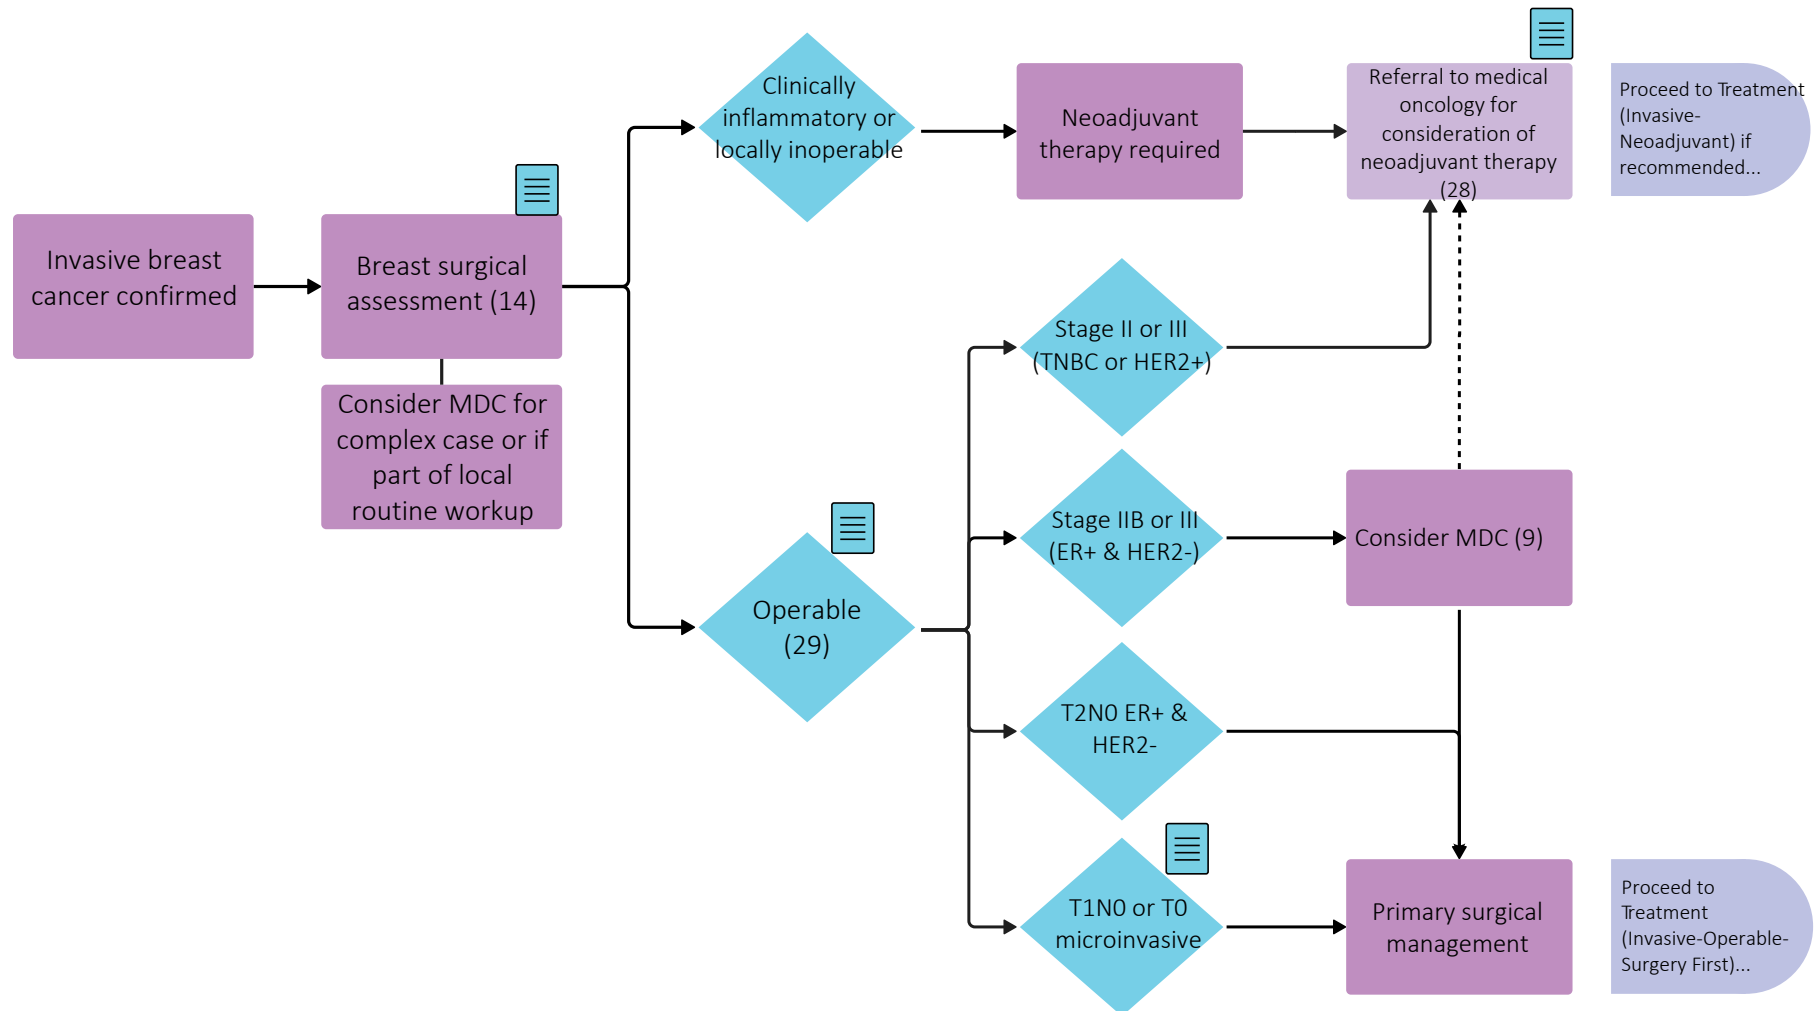 Invasive breast
cancer confirmed
Breast surgical
assessment (14)
Consider MDC for
complex case or if
part of local
routine workup
Clinically
inflammatory or
locally inoperable
Neoadjuvant
therapy required
Referral to medical
oncology for
consideration of
neoadjuvant therapy
(28)
Proceed to Treatment
(Invasive-
Neoadjuvant) if
recommended...
Operable
(29)
Stage II or III
(TNBC or HER2+)
Stage IIB or III
(ER+ & HER2-)
Consider MDC (9)
T2N0 ER+ &
HER2-
T1N0 or T0
microinvasive
Primary surgical
management
Proceed to
Treatment
(Invasive-Operable-
Surgery First)...